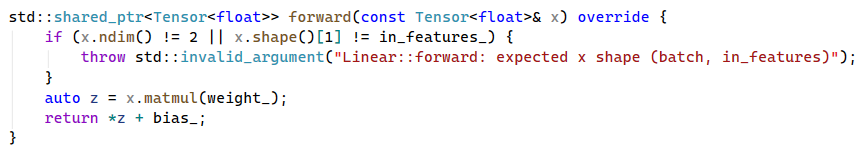 std::shared_ptr<Tensor<float>> forward(const Tensor<float>& x) override {
    if (x.ndim() != 2 || x.shape()[1] != in_features_) {
        throw std::invalid_argument("Linear::forward: expected x shape (batch, in_features)");
    }
    auto z = x.matmul(weight_);
    return *z + bias_;
}